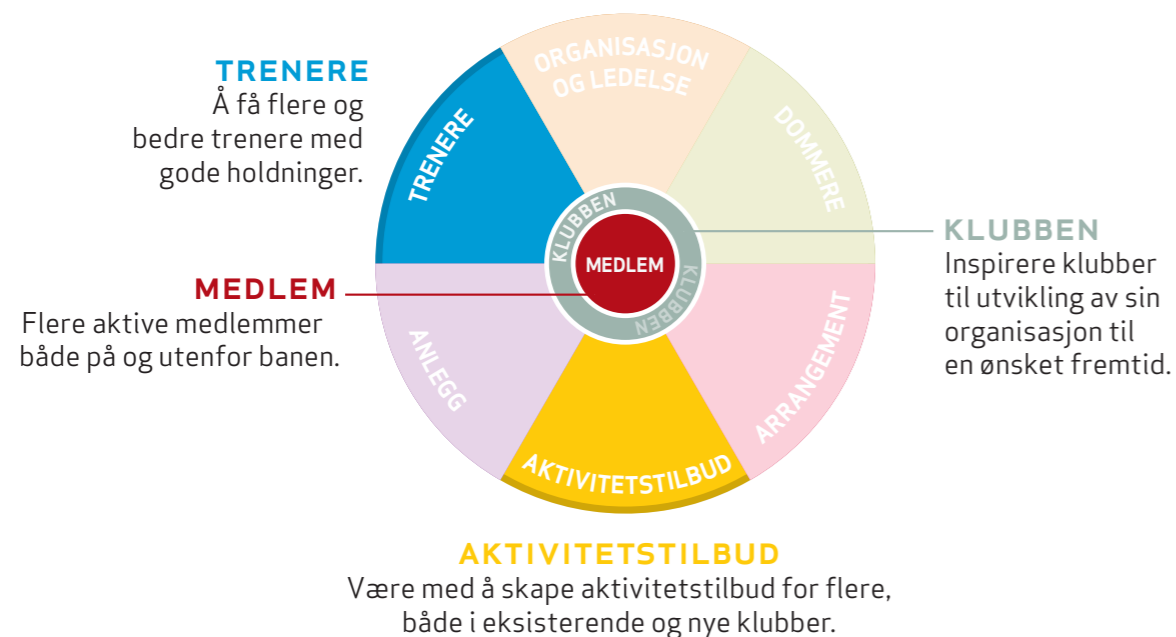 TRENERE
Å få flere og
bedre trenere med
gode holdninger.
MEDLEM
Flere aktive medlemmer
både på og utenfor banen.
ORGANISASJON
OG LEDELSE
DOMMERE
TRENERE
KLUBBEN
MEDLEM
KLUBBEN
ANLEGG
ARRANGEMENT
AKTIVITETSTILBUD
KLUBBEN
Inspirere klubber
til utvikling av sin
organisasjon til
en ønsket fremtid.
AKTIVITETSTILBUD
Være med å skape aktivitetstilbud for flere,
både i eksisterende og nye klubber.